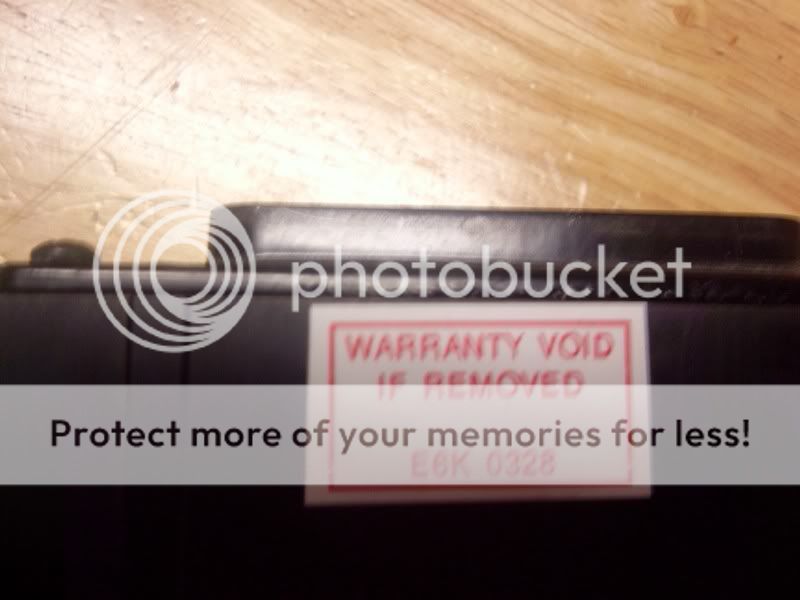 photobucket
WARRANTY VOID
IF REMOVED
Protect more of your memories for less!
E6K 0328